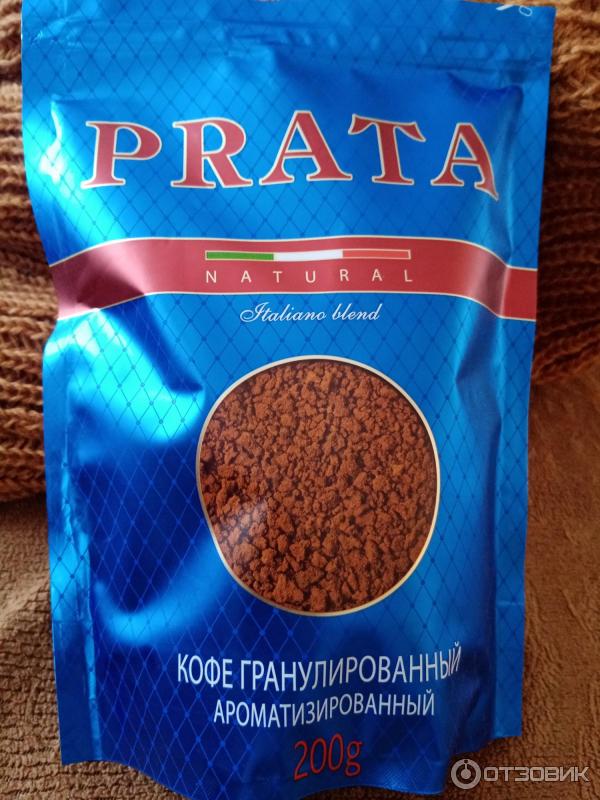 PRATA
NATURAL
Italiano blend
КОФЕ ГРАНУЛИРОВАННЫЙ
АРОМАТИЗИРОВАННЫЙ
200g
ОТЗОВИК